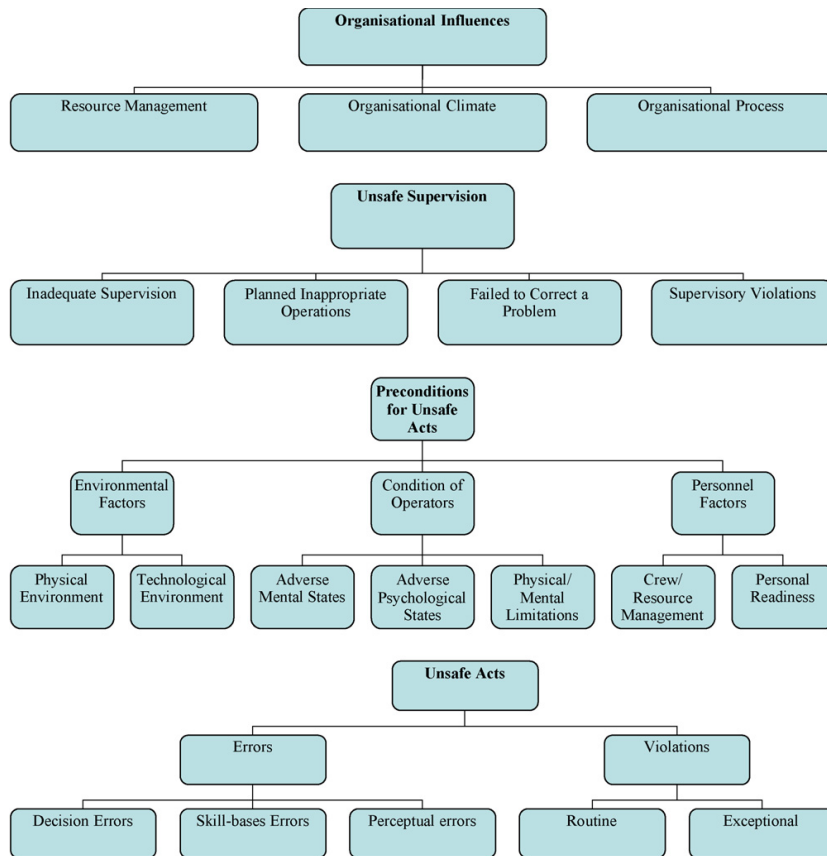 Organisational Influences
Resource Management
Organisational Climate
Organisational Process
Unsafe Supervision
Inadequate Supervision
Planned Inappropriate
Operations
Failed to Correct a
Problem
Supervisory Violations
Preconditions
for Unsafe
Acts
Environmental
Factors
Condition of
Operators
Personnel
Factors
Physical
Environment
Technological
Environment
Adverse
Mental States
Adverse
Psychological
States
Physical/
Mental
Limitations
Crew/
Resource
Management
Personal
Readiness
Unsafe Acts
Errors
Violations
Decision Errors
Skill-bases Errors
Perceptual errors
Routine
Exceptional